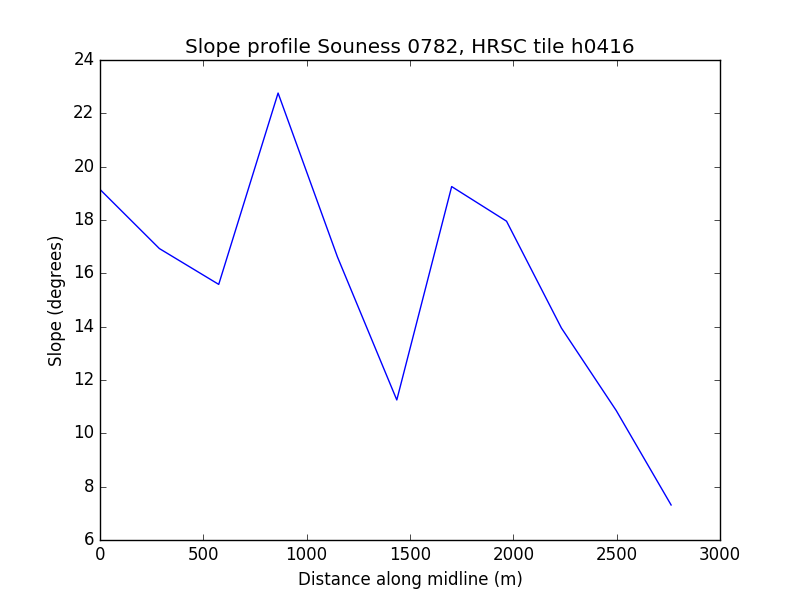 Slope profile Souness 0782, HRSC tile h0416
24
22
20
18
16
14
12
10
8
6
Slope (degrees)
0 500 1000 1500 2000 2500 3000
Distance along midline (m)